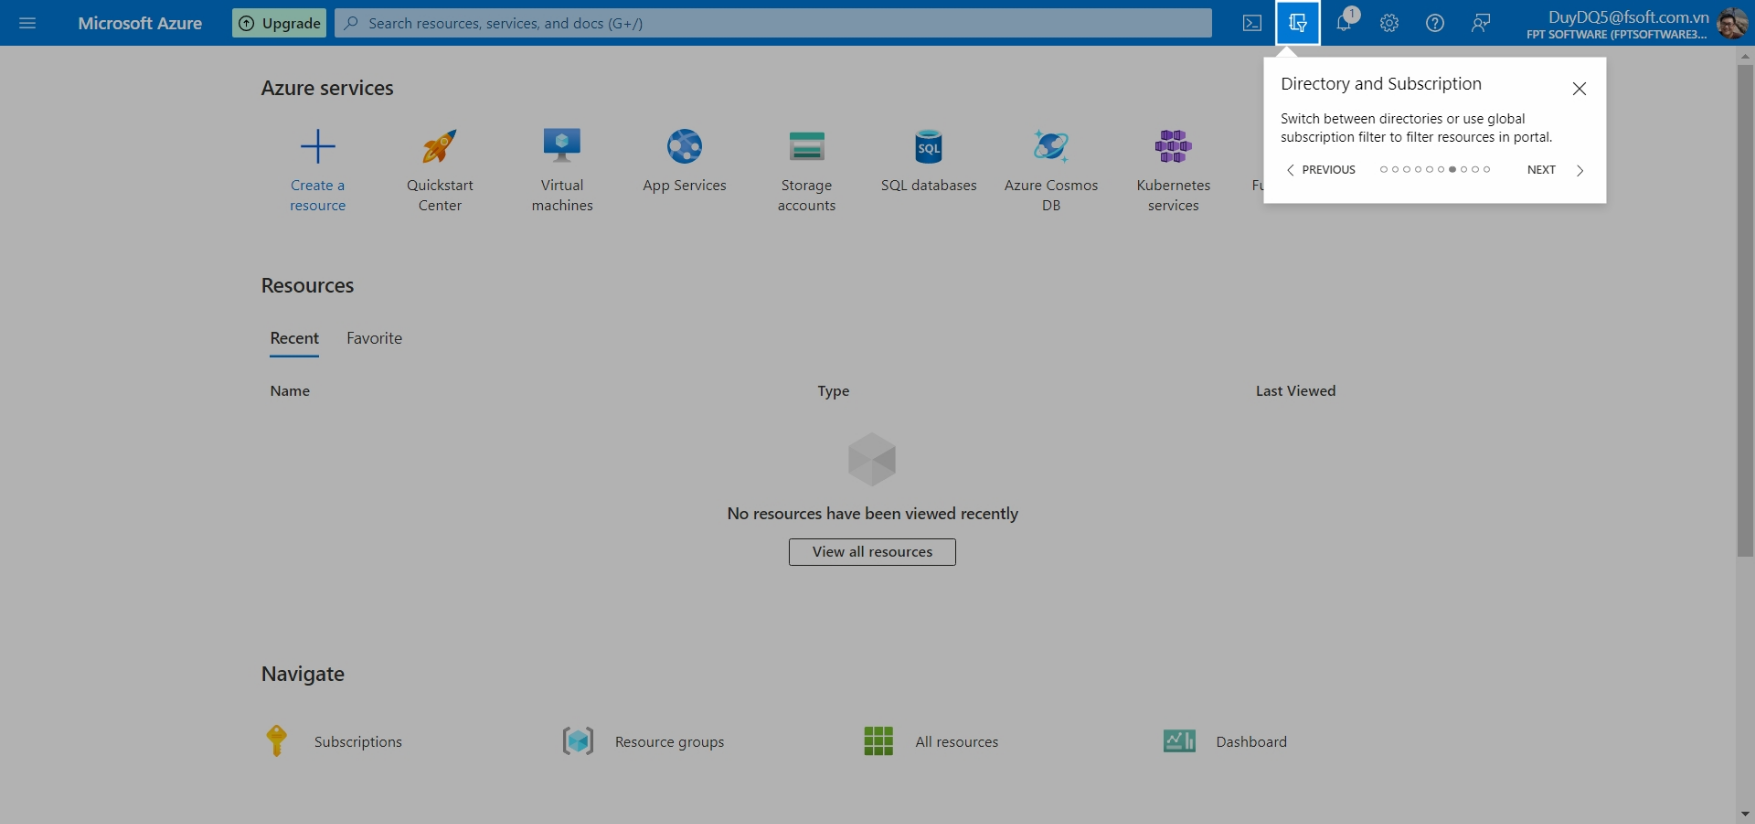 Microsoft Azure
Upgrade
Search resources, services, and docs (G+/)
1
DuyDQ5@fsoft.com.vn
FPT SOFTWARE (FPTSOFTWARE3...
Directory and Subscription
Switch between directories or use global
subscription filter to filter resources in portal.
PREVIOUS
NEXT
Azure services
Create a
resource
Quickstart
Center
Virtual
machines
App Services
Storage
accounts
SQL
SQL databases
Azure Cosmos
DB
Kubernetes
services
Resources
Recent
Favorite
Name
Type
Last Viewed
No resources have been viewed recently
View all resources
Navigate
Subscriptions
Resource groups
All resources
Dashboard